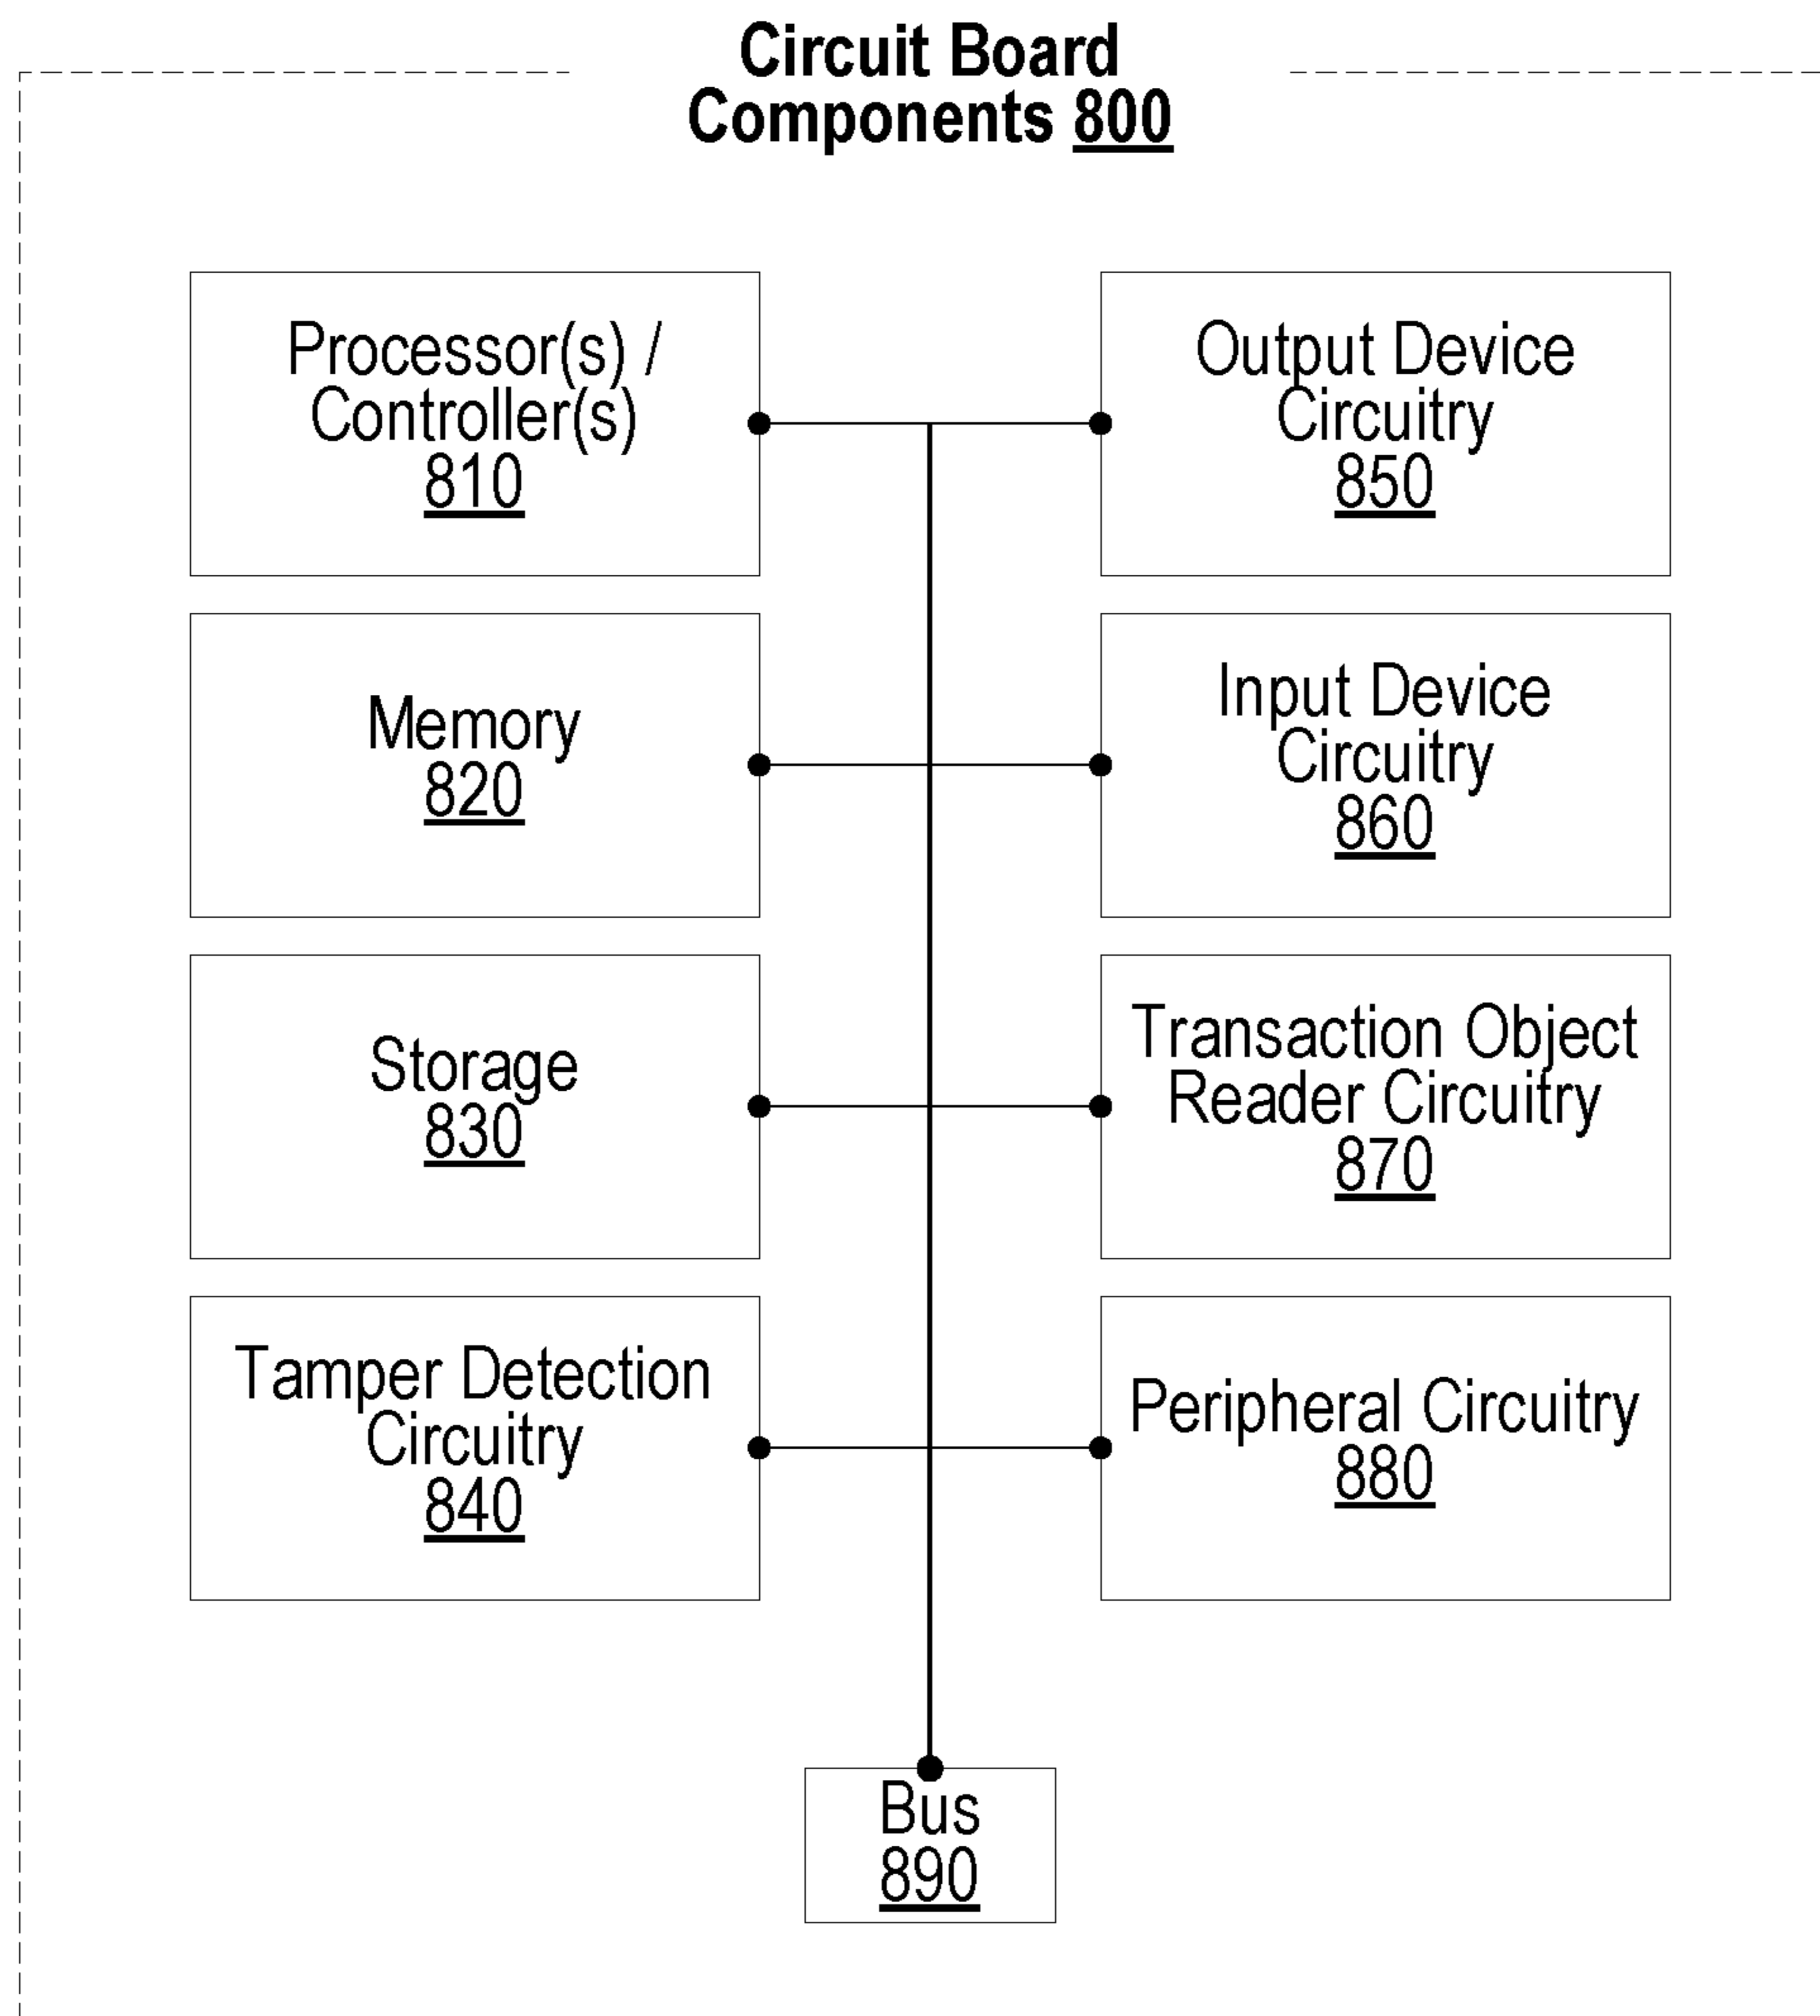 Circuit Board
Components 800
Processor(s) /
Controller(s)
810
Output Device
Circuitry
850
Memory
820
Input Device
Circuitry
860
Storage
830
Transaction Object
Reader Circuitry
870
Tamper Detection
Circuitry
840
Peripheral Circuitry
880
Bus
890